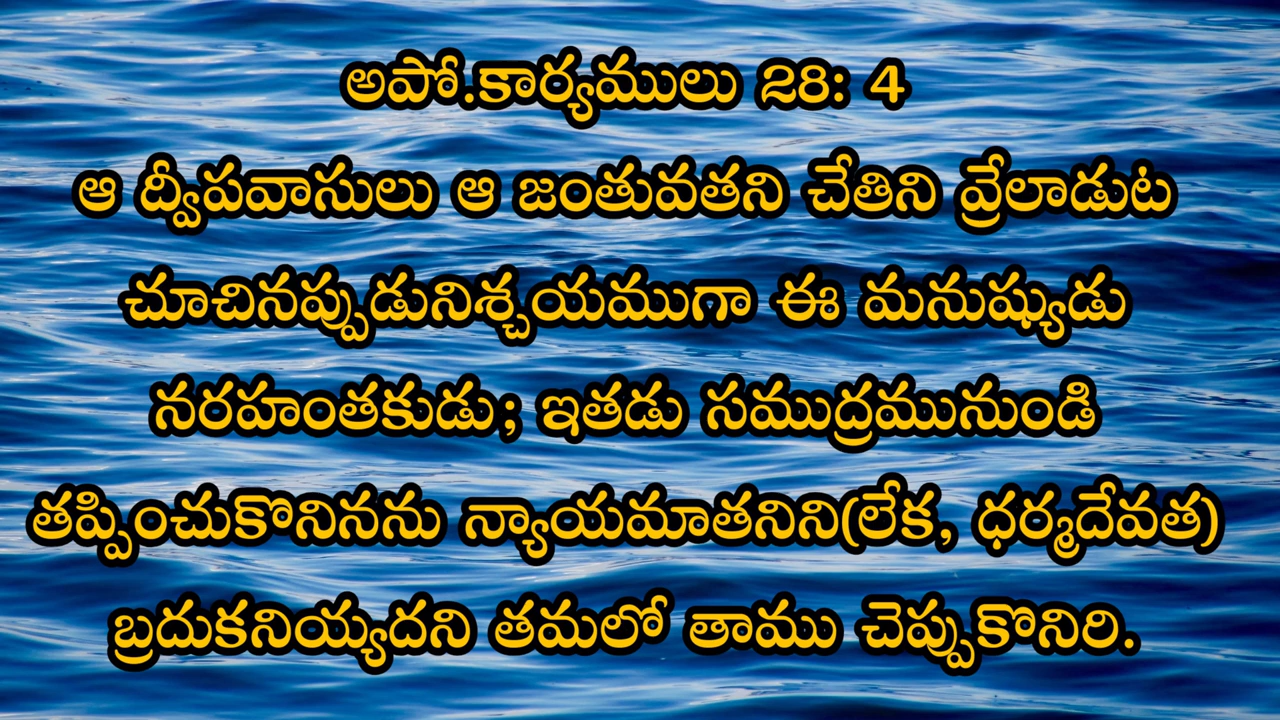 అపో.కార్యములు 28: 4
ఆ ద్వీపవాసులు ఆ జంతువతని చేతిని వ్రేలాడుట
చూచినప్పుడునిశ్చయముగా ఈ మనుష్యుడు
నరహంతకుడు; ఇతడు సముద్రమునుండి
తప్పించుకొనినను న్యాయమాతనిని(లేక, ధర్మదేవత)
బ్రదుకనియ్యదని తమలో తాము చెప్పుకొనిరి.